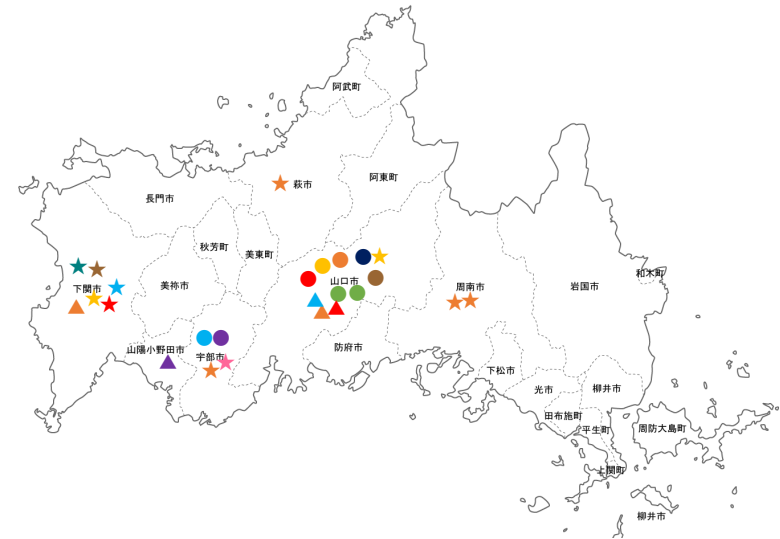 阿武町
萩市
阿東町
長門市
秋芳町
美東町
下関市
美祢市
山口市
周南市
岩国市
和木町
山陽小野田市
宇部市
防府市
下松市
光市
柳井市
田布施町
平生町
周防大島町
上関町
柳井市